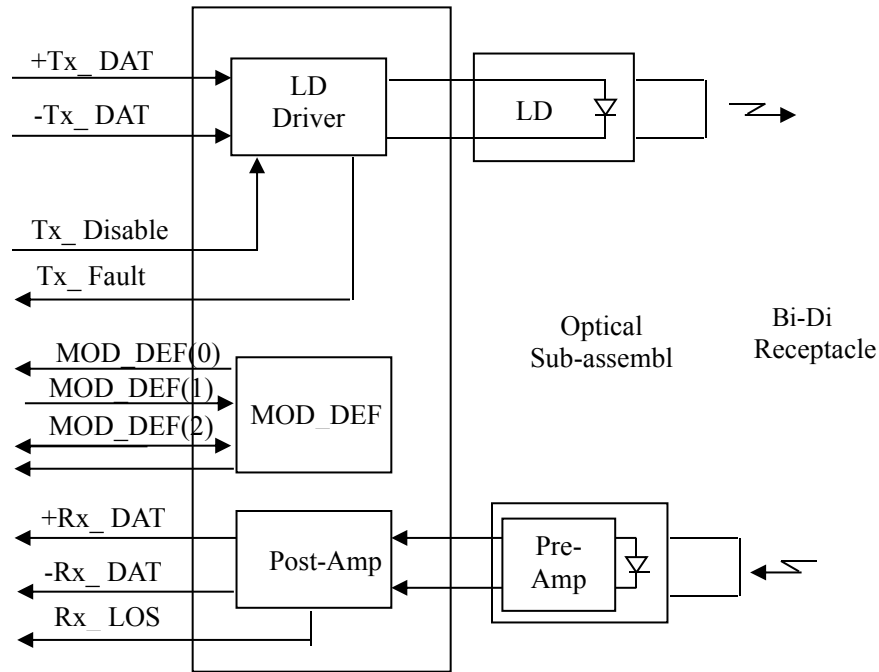 +Tx_ DAT
LD
Driver
LD
-Tx_ DAT
Tx_ Disable
Tx_ Fault
Optical
Sub-assembl
Bi-Di
Receptacle
MOD_DEF(0)
MOD_DEF(1)
MOD_DEF(2)
MOD_DEF
+Rx_ DAT
Post-Amp
Pre-
Amp
-Rx_ DAT
Rx_ LOS